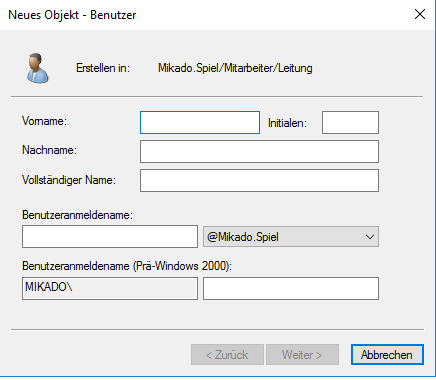 Neues Objekt - Benutzer
Erstellen in: Mikado.Spiel/Mitarbeiter/Leitung
Vorname: Initialen:
Nachname:
Vollständiger Name:
Benutzeranmeldename:
@Mikado.Spiel
Benutzeranmeldename (Prä-Windows 2000):
MIKADO\
< Zurück Weiter > Abbrechen